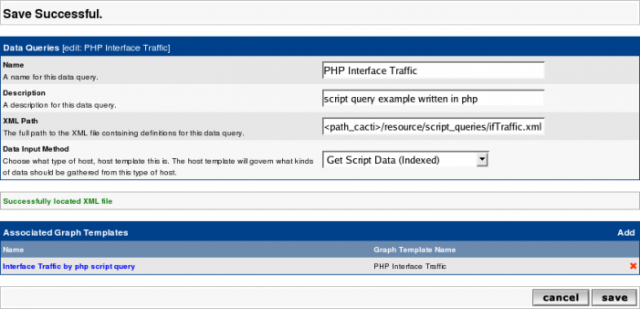 Save Successful.
Data Queries [edit: PHP Interface Traffic]
Name
A name for this data query.
PHP Interface Traffic
Description
A description for this data query.
script query example written in php
XML Path
The full path to the XML file containing definitions for this data query.
<path_cacti>/resource/script_queries/ifTraffic.xml
Data Input Method
Choose what type of host, host template this is. The host template will govern what kinds
of data should be gathered from this type of host.
Get Script Data (Indexed)
Successfully located XML file
Associated Graph Templates Add
Name Graph Template Name
Interface Traffic by php script query PHP Interface Traffic
cancel save